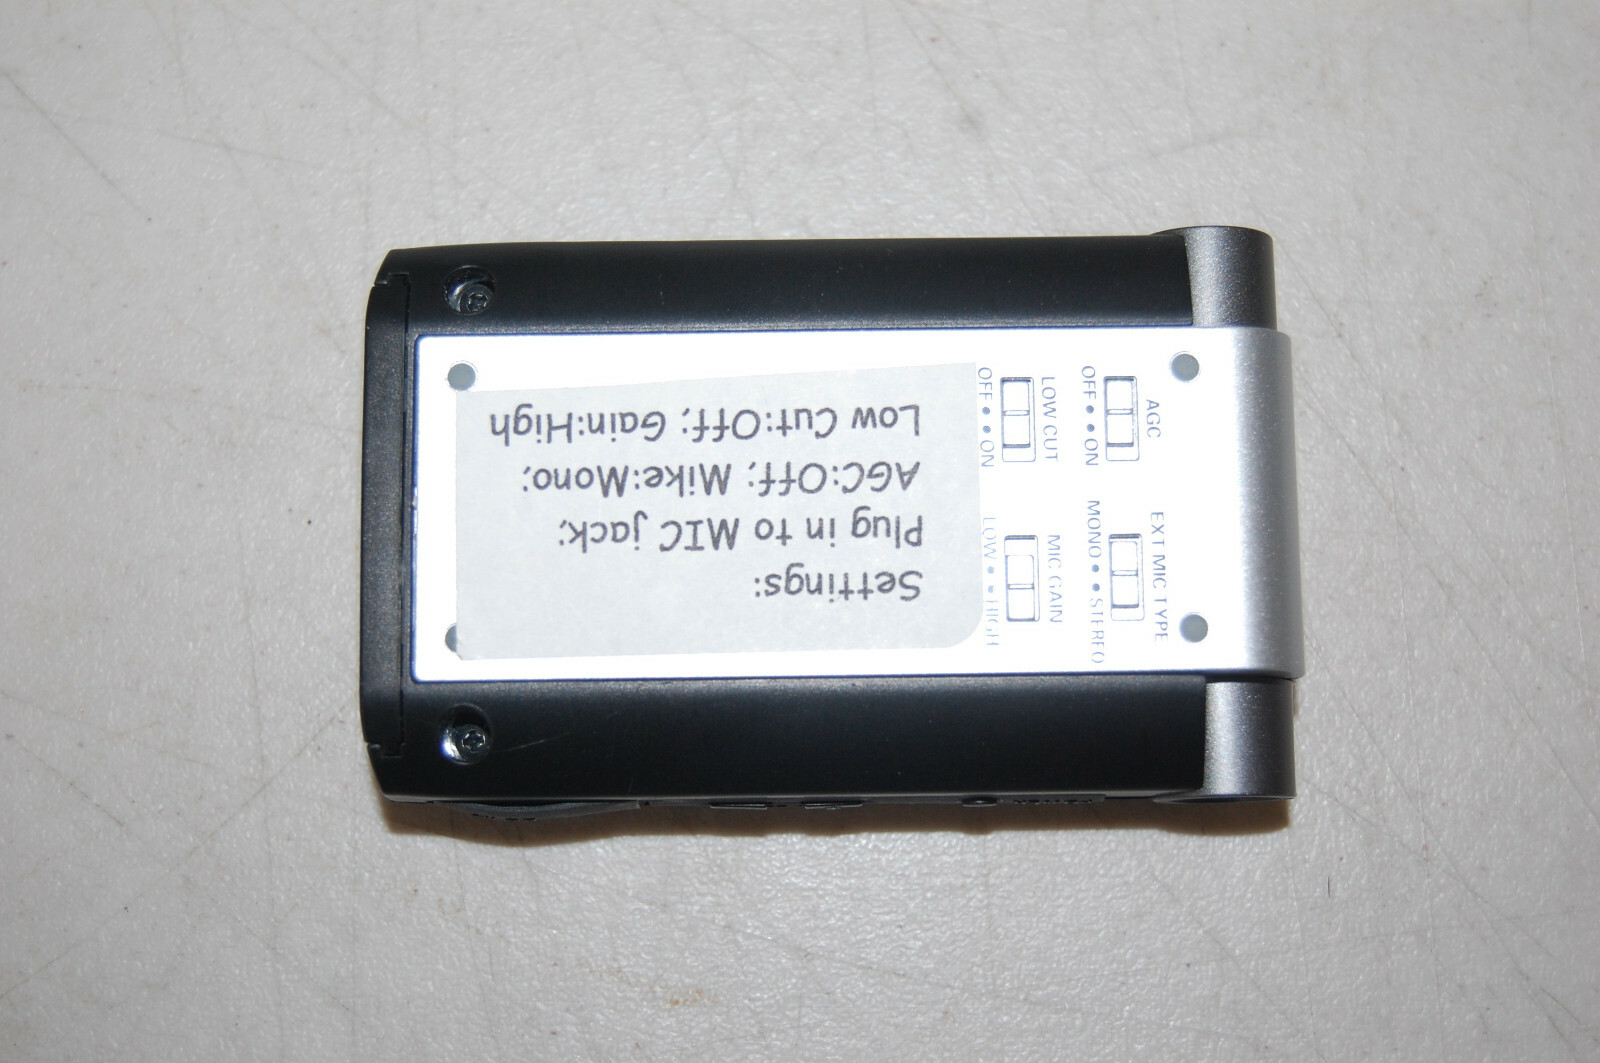 Settings:
Plug in to MIC jack;
AGC:Off; Mike:Mono;
Low Cut:Off; Gain:High
AGC
OFF • • ON
LOW CUT
OFF • • ON
EXT MIC TYPE
MONO • • STEREO
MIC GAIN
LOW • • HIGH